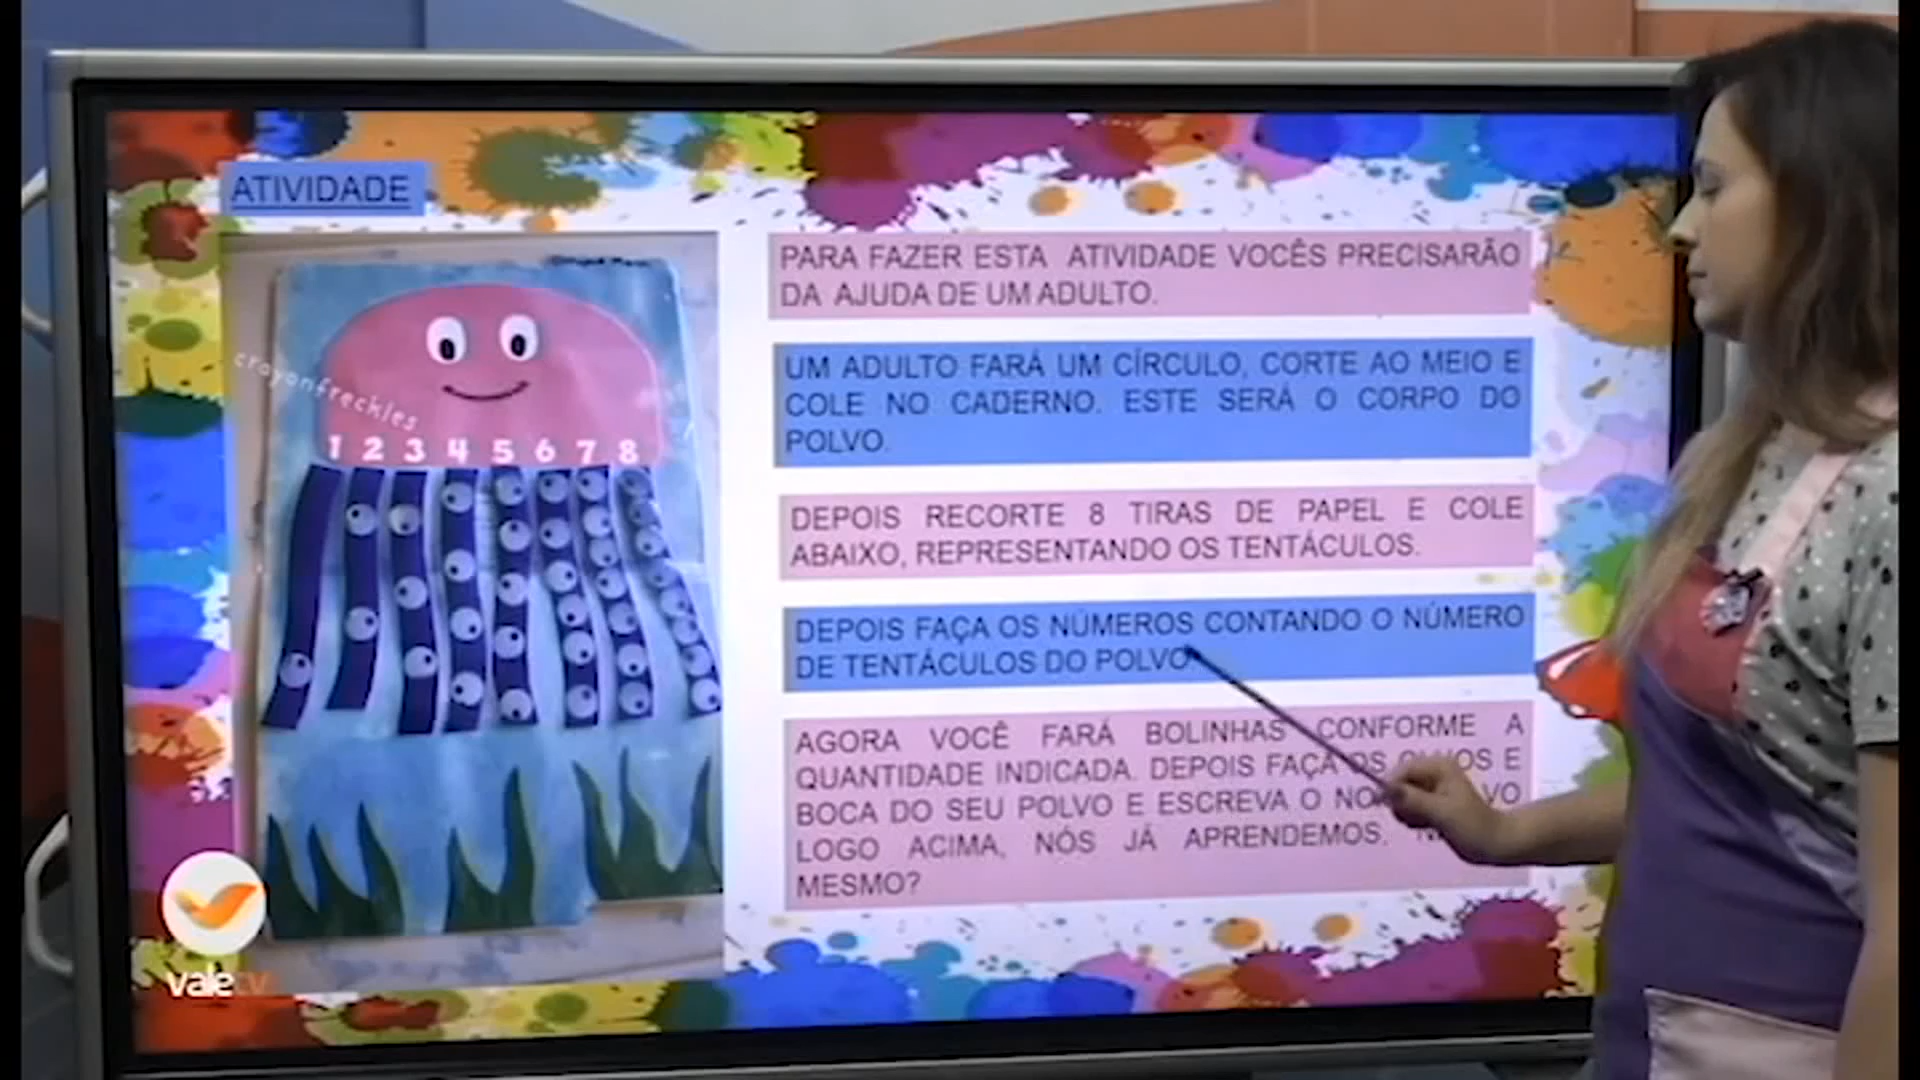 ATIVIDADE
crayonfreckles
1 2 3 4 5 6 7 8
PARA FAZER ESTA ATIVIDADE VOCÊS PRECISARÃO
DA AJUDA DE UM ADULTO.
UM ADULTO FARÁ UM CÍRCULO, CORTE AO MEIO E
COLE NO CADERNO. ESTE SERÁ O CORPO DO
POLVO.
DEPOIS RECORTE 8 TIRAS DE PAPEL E COLE
ABAIXO, REPRESENTANDO OS TENTÁCULOS.
DEPOIS FAÇA OS NÚMEROS CONTANDO O NÚMERO
DE TENTÁCULOS DO POLVO
AGORA VOCÊ FARÁ BOLINHAS CONFORME A
QUANTIDADE INDICADA. DEPOIS FAÇA OS E
BOCA DO SEU POLVO E ESCREVA O
LOGO ACIMA, NÓS JÁ APRENDEMOS.
MESMO?
vale tv